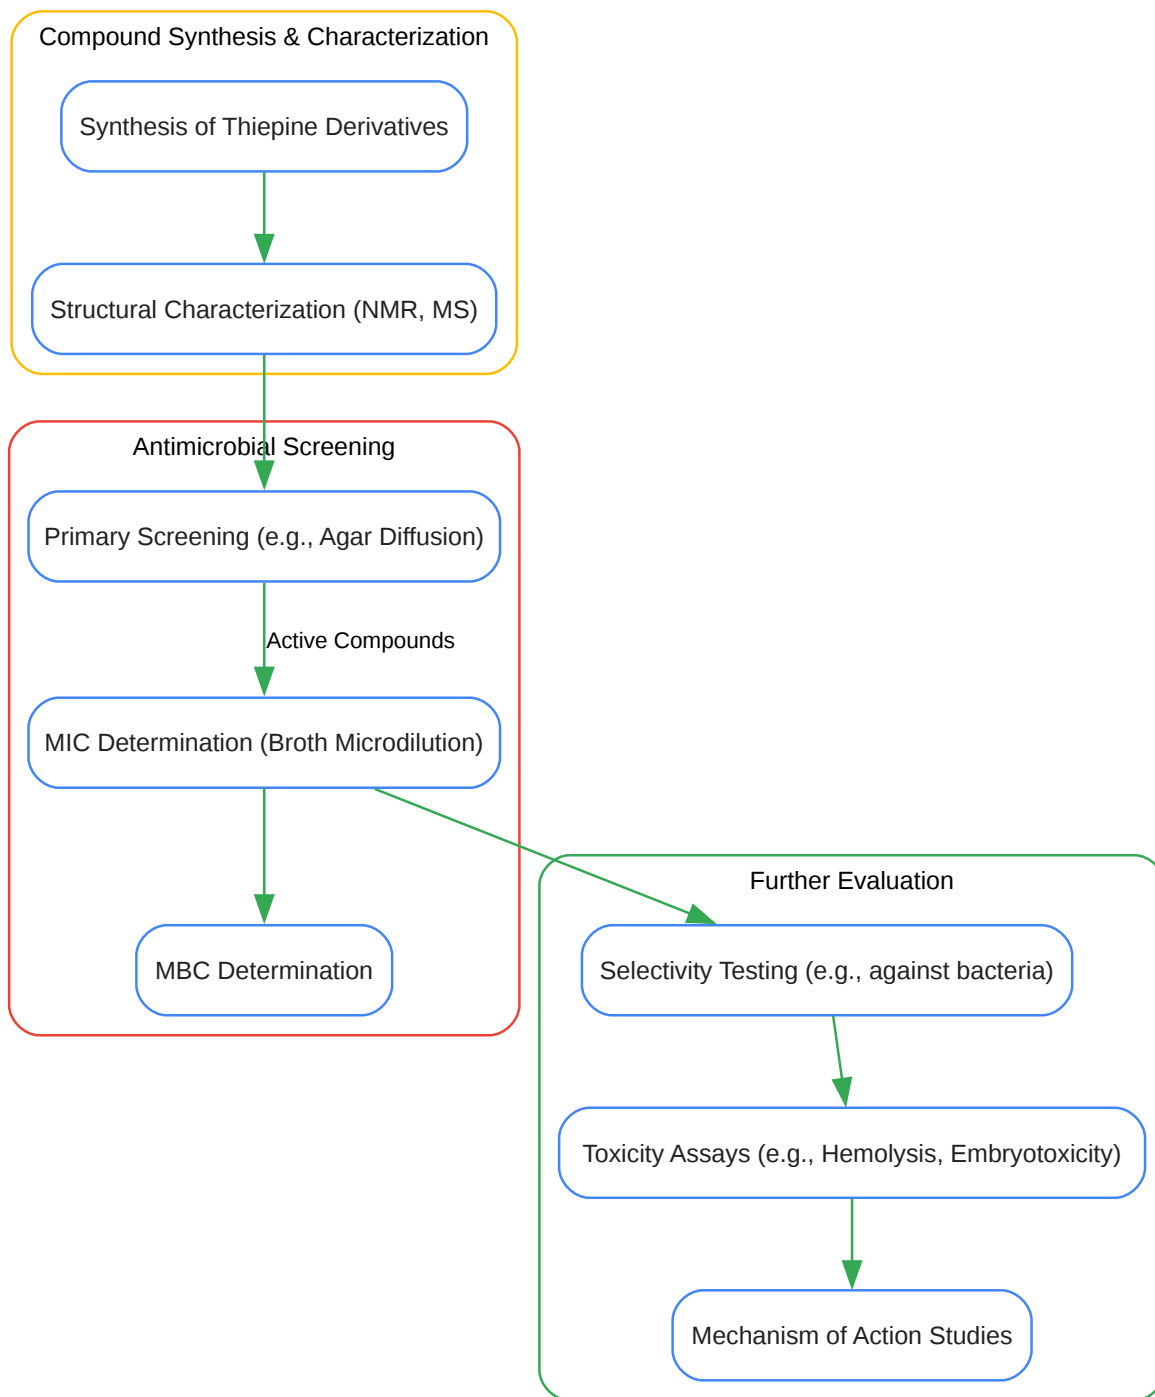 Compound Synthesis & Characterization
Synthesis of Thiepine Derivatives
Structural Characterization (NMR, MS)
Antimicrobial Screening
Primary Screening (e.g., Agar Diffusion)
Active Compounds
MIC Determination (Broth Microdilution)
MBC Determination
Further Evaluation
Selectivity Testing (e.g., against bacteria)
Toxicity Assays (e.g., Hemolysis, Embryotoxicity)
Mechanism of Action Studies